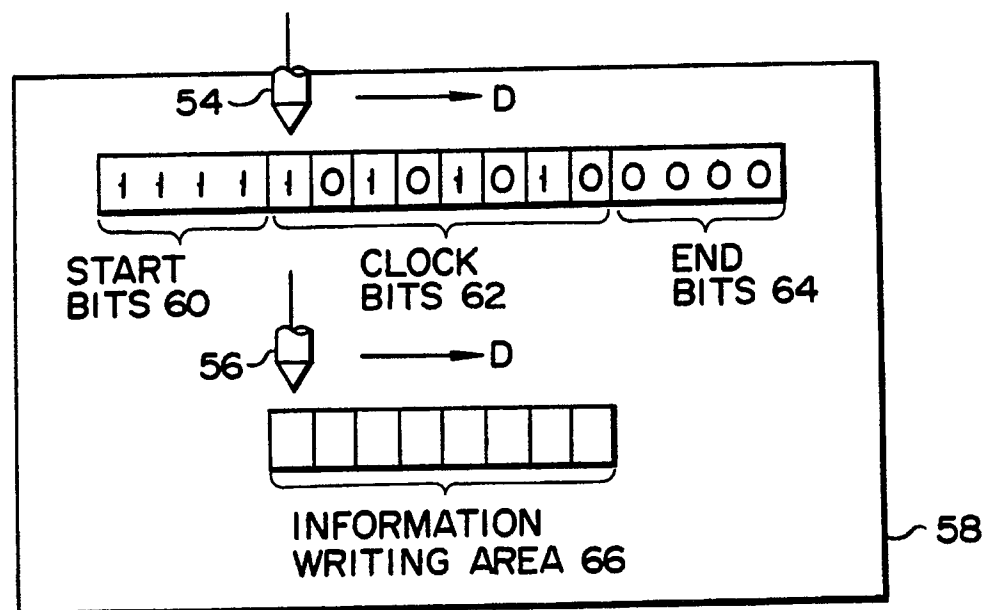 54 D
1 1 1 1 1 0 1 0 1 0 1 0 0 0 0 0
START BITS 60
CLOCK BITS 62
END BITS 64
56 D
INFORMATION
WRITING AREA 66
58